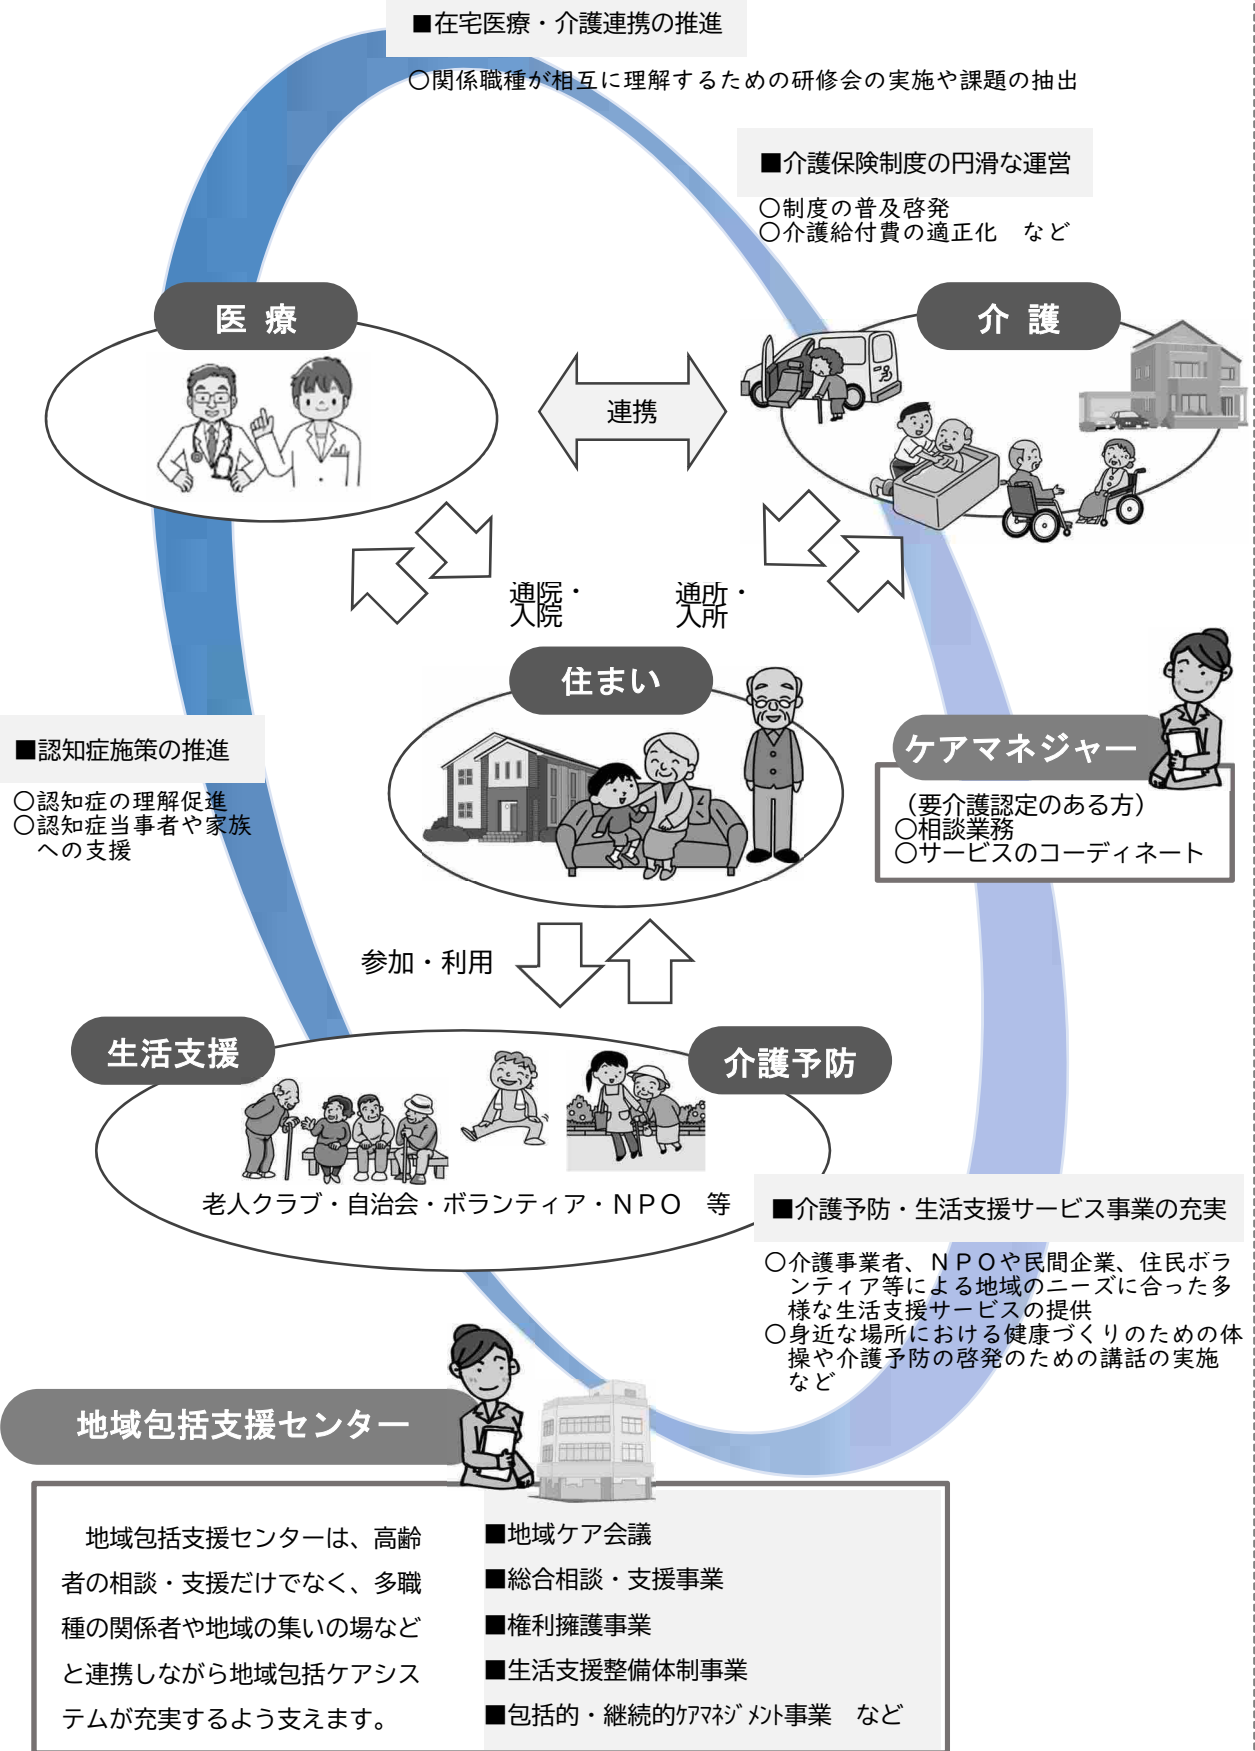 ■在宅医療・介護連携の推進
〇関係職種が相互に理解するための研修会の実施や課題の抽出
■介護保険制度の円滑な運営
〇制度の普及啓発
〇介護給付費の適正化　など
医 療
介 護
連携
通院・
入院
通所・
入所
住まい
■認知症施策の推進
〇認知症の理解促進
〇認知症当事者や家族
への支援
ケアマネジャー
（要介護認定のある方）
〇相談業務
〇サービスのコーディネート
参加・利用
生活支援
介護予防
老人クラブ・自治会・ボランティア・ＮＰＯ　等
■介護予防・生活支援サービス事業の充実
〇介護事業者、ＮＰＯや民間企業、住民ボラ
ンティア等による地域のニーズに合った多
様な生活支援サービスの提供
〇身近な場所における健康づくりのための体
操や介護予防の啓発のための講話の実施
など
地域包括支援センター
地域包括支援センターは、高齢
者の相談・支援だけでなく、多職
種の関係者や地域の集いの場など
と連携しながら地域包括ケアシス
テムが充実するよう支えます。
■地域ケア会議
■総合相談・支援事業
■権利擁護事業
■生活支援整備体制事業
■包括的・継続的ｹｱﾏﾈｼﾞﾒﾝﾄ事業　など